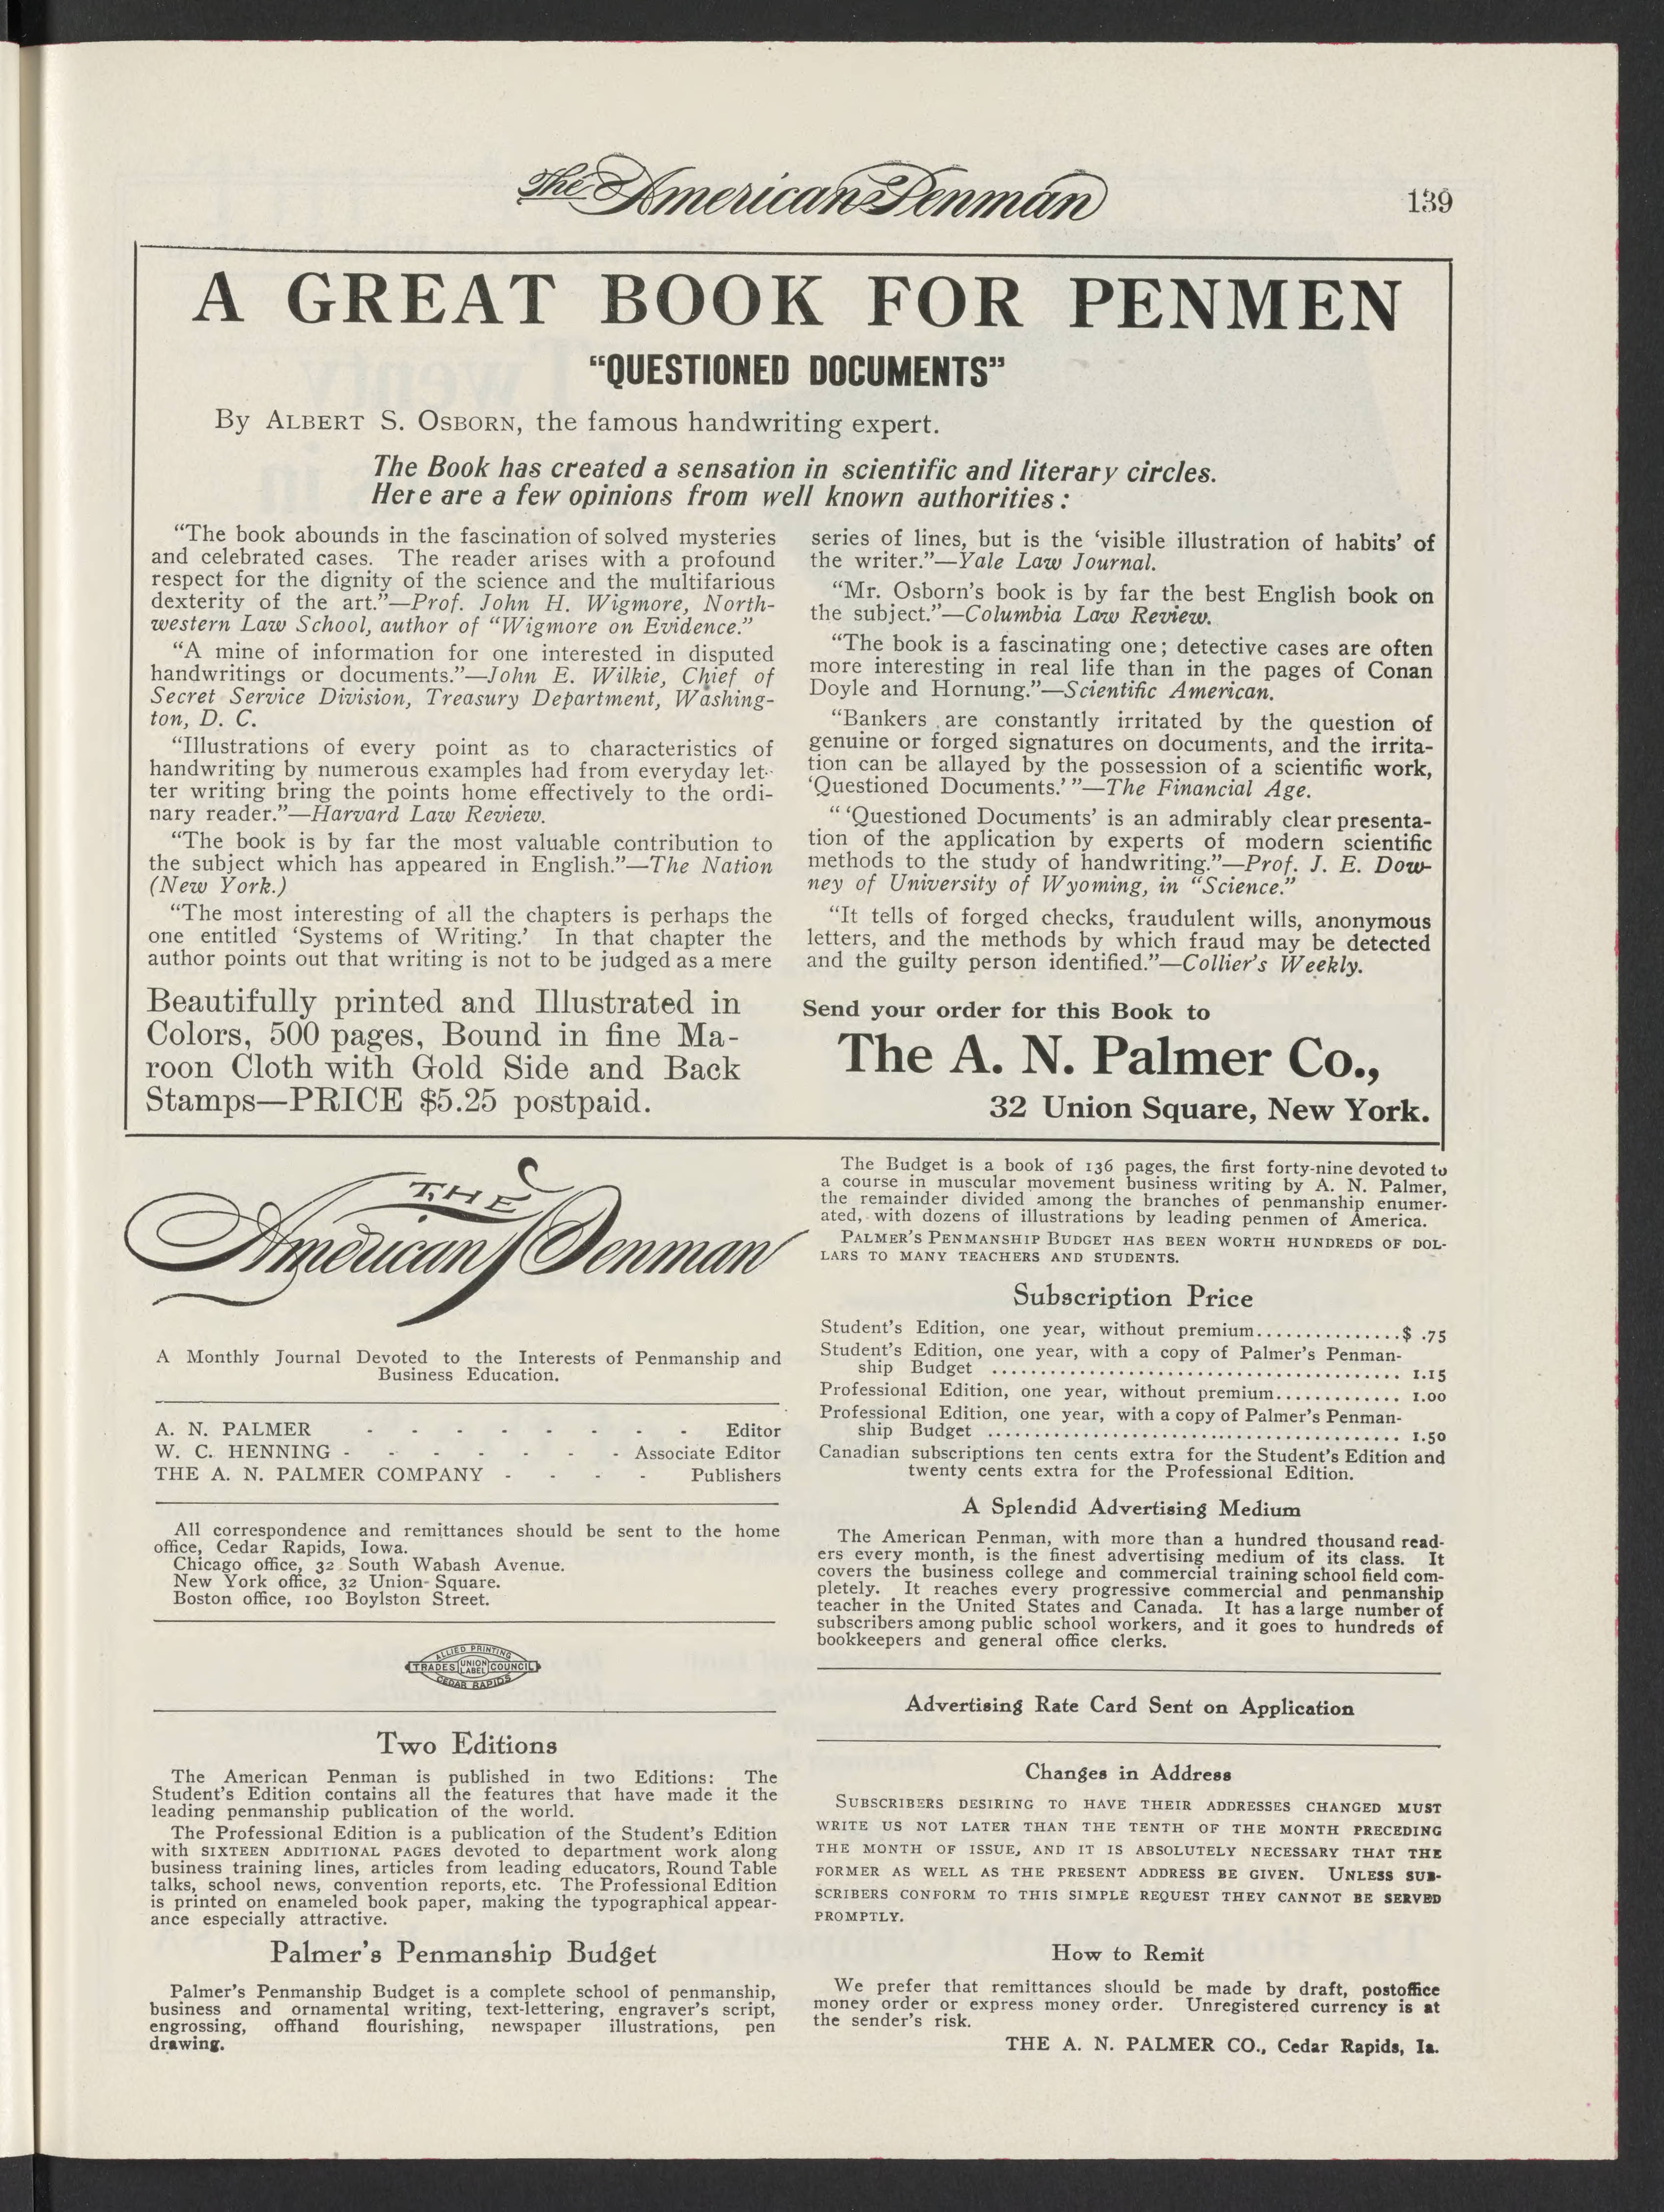 The American Penman
139
A GREAT BOOK FOR PENMEN
“QUESTIONED DOCUMENTS”
By ALBERT S. OSBORN, the famous handwriting expert.
The Book has created a sensation in scientific and literary circles.
Here are a few opinions from well known authorities:
“The book abounds in the fascination of solved mysteries
and celebrated cases. The reader arises with a profound
respect for the dignity of the science and the multifarious
dexterity of the art.”—Prof. John H. Wigmore, North-
western Law School, author of “Wigmore on Evidence.”
“A mine of information for one interested in disputed
handwritings or documents.”—John E. Wilkie, Chief of
Secret Service Division, Treasury Department, Washing-
ton, D. C.
“Illustrations of every point as to characteristics of
handwriting by numerous examples had from everyday let-
ter writing bring the points home effectively to the ordi-
nary reader.”—Harvard Law Review.
“The book is by far the most valuable contribution to
the subject which has appeared in English.”—The Nation
(New York.)
“The most interesting of all the chapters is perhaps the
one entitled ‘Systems of Writing.’ In that chapter the
author points out that writing is not to be judged as a mere
series of lines, but is the ‘visible illustration of habits’ of
the writer.”—Yale Law Journal.
“Mr. Osborn’s book is by far the best English book on
the subject.”—Columbia Law Review.
“The book is a fascinating one; detective cases are often
more interesting in real life than in the pages of Conan
Doyle and Hornung.”—Scientific American.
“Bankers are constantly irritated by the question of
genuine or forged signatures on documents, and the irrita-
tion can be allayed by the possession of a scientific work,
‘Questioned Documents.’ ”—The Financial Age.
“ ‘Questioned Documents’ is an admirably clear presenta-
tion of the application by experts of modern scientific
methods to the study of handwriting.”—Prof. J. E. Dow-
ney of University of Wyoming, in “Science.”
“It tells of forged checks, fraudulent wills, anonymous
letters, and the methods by which fraud may be detected
and the guilty person identified.”—Collier’s Weekly.
Beautifully printed and Illustrated in
Colors, 500 pages, Bound in fine Ma-
roon Cloth with Gold Side and Back
Stamps—PRICE $5.25 postpaid.
Send your order for this Book to
The A. N. Palmer Co.,
32 Union Square, New York.
THE
American Penman
A Monthly Journal Devoted to the Interests of Penmanship and
Business Education.
A. N. PALMER - - - - - - - - Editor
W. C. HENNING - - - - - - - Associate Editor
THE A. N. PALMER COMPANY - - - - Publishers
All correspondence and remittances should be sent to the home
office, Cedar Rapids, Iowa.
Chicago office, 32 South Wabash Avenue.
New York office, 32 Union Square.
Boston office, 100 Boylston Street.
ALLIED PRINTING
TRADES UNION LABEL COUNCIL
CEDAR RAPIDS
Two Editions
The American Penman is published in two Editions: The
Student’s Edition contains all the features that have made it the
leading penmanship publication of the world.
The Professional Edition is a publication of the Student’s Edition
with SIXTEEN ADDITIONAL PAGES devoted to department work along
business training lines, articles from leading educators, Round Table
talks, school news, convention reports, etc. The Professional Edition
is printed on enameled book paper, making the typographical appear-
ance especially attractive.
Palmer’s Penmanship Budget
Palmer’s Penmanship Budget is a complete school of penmanship,
business and ornamental writing, text-lettering, engraver’s script,
engrossing, offhand flourishing, newspaper illustrations, pen
drawing.
The Budget is a book of 136 pages, the first forty-nine devoted to
a course in muscular movement business writing by A. N. Palmer,
the remainder divided among the branches of penmanship enumer-
ated, with dozens of illustrations by leading penmen of America.
PALMER’S PENMANSHIP BUDGET HAS BEEN WORTH HUNDREDS OF DOL-
LARS TO MANY TEACHERS AND STUDENTS.
Subscription Price
Student’s Edition, one year, without premium...............$ .75
Student’s Edition, one year, with a copy of Palmer’s Penman-
ship Budget ........................................... 1.15
Professional Edition, one year, without premium............. 1.00
Professional Edition, one year, with a copy of Palmer’s Penman-
ship Budget ........................................... 1.50
Canadian subscriptions ten cents extra for the Student’s Edition and
twenty cents extra for the Professional Edition.
A Splendid Advertising Medium
The American Penman, with more than a hundred thousand read-
ers every month, is the finest advertising medium of its class. It
covers the business college and commercial training school field com-
pletely. It reaches every progressive commercial and penmanship
teacher in the United States and Canada. It has a large number of
subscribers among public school workers, and it goes to hundreds of
bookkeepers and general office clerks.
Advertising Rate Card Sent on Application
Changes in Address
SUBSCRIBERS DESIRING TO HAVE THEIR ADDRESSES CHANGED MUST
WRITE US NOT LATER THAN THE TENTH OF THE MONTH PRECEDING
THE MONTH OF ISSUE, AND IT IS ABSOLUTELY NECESSARY THAT THE
FORMER AS WELL AS THE PRESENT ADDRESS BE GIVEN. UNLESS SUB-
SCRIBERS CONFORM TO THIS SIMPLE REQUEST THEY CANNOT BE SERVED
PROMPTLY.
How to Remit
We prefer that remittances should be made by draft, postoffice
money order or express money order. Unregistered currency is at
the sender’s risk.
THE A. N. PALMER CO., Cedar Rapids, Ia.